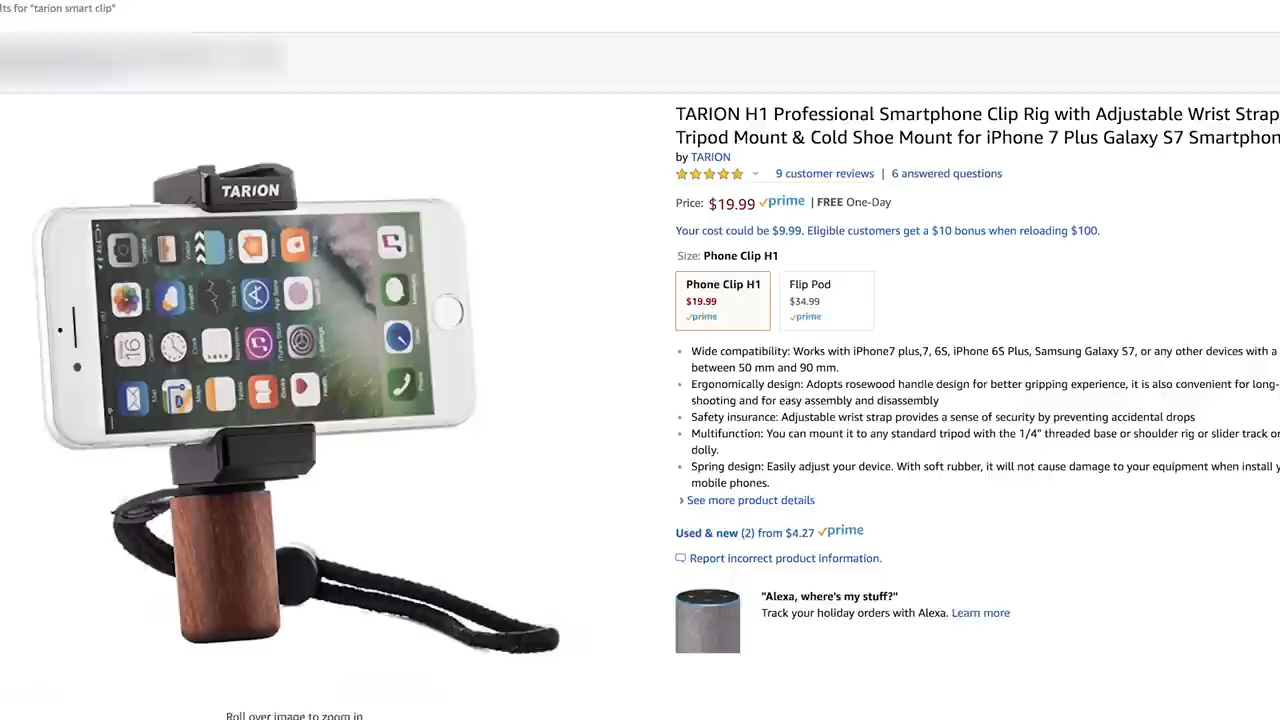 lts for "tarion smart clip"
TARION H1 Professional Smartphone Clip Rig with Adjustable Wrist Strap
Tripod Mount & Cold Shoe Mount for iPhone 7 Plus Galaxy S7 Smartphon
by TARION
9 customer reviews | 6 answered questions
Price: $19.99 prime | FREE One-Day
Your cost could be $9.99. Eligible customers get a $10 bonus when reloading $100.
Size: Phone Clip H1
Phone Clip H1
$19.99
prime
Flip Pod
$34.99
prime
Wide compatibility: Works with iPhone7 plus,7, 6S, iPhone 6S Plus, Samsung Galaxy S7, or any other devices with a
between 50 mm and 90 mm.
Ergonomically design: Adopts rosewood handle design for better gripping experience, it is also convenient for long-
shooting and for easy assembly and disassembly
Safety insurance: Adjustable wrist strap provides a sense of security by preventing accidental drops
Multifunction: You can mount it to any standard tripod with the 1/4" threaded base or shoulder rig or slider track or
dolly.
Spring design: Easily adjust your device. With soft rubber, it will not cause damage to your equipment when install y
mobile phones.
› See more product details
Used & new (2) from $4.27 prime
Report incorrect product information.
"Alexa, where's my stuff?"
Track your holiday orders with Alexa. Learn more
TARION
Roll over image to zoom in